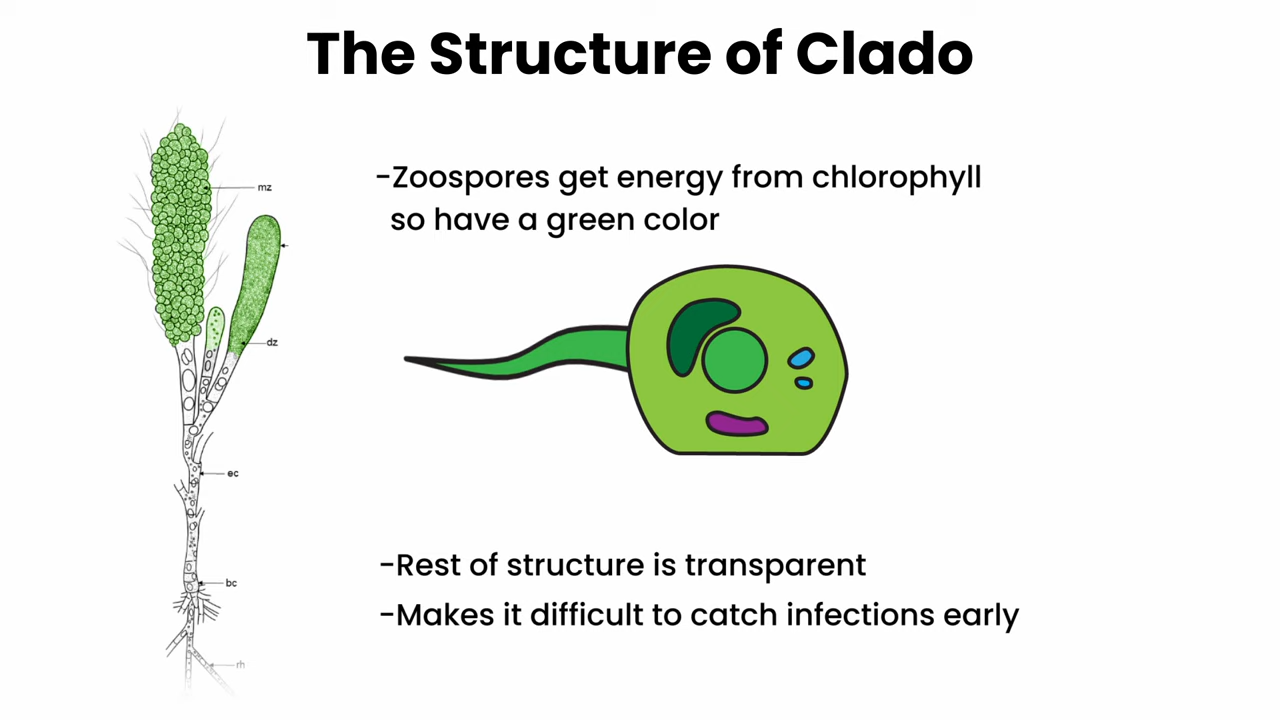 The Structure of Clado
mz
-Zoospores get energy from chlorophyll
so have a green color
dz
ec
-Rest of structure is transparent
bc
-Makes it difficult to catch infections early
rh